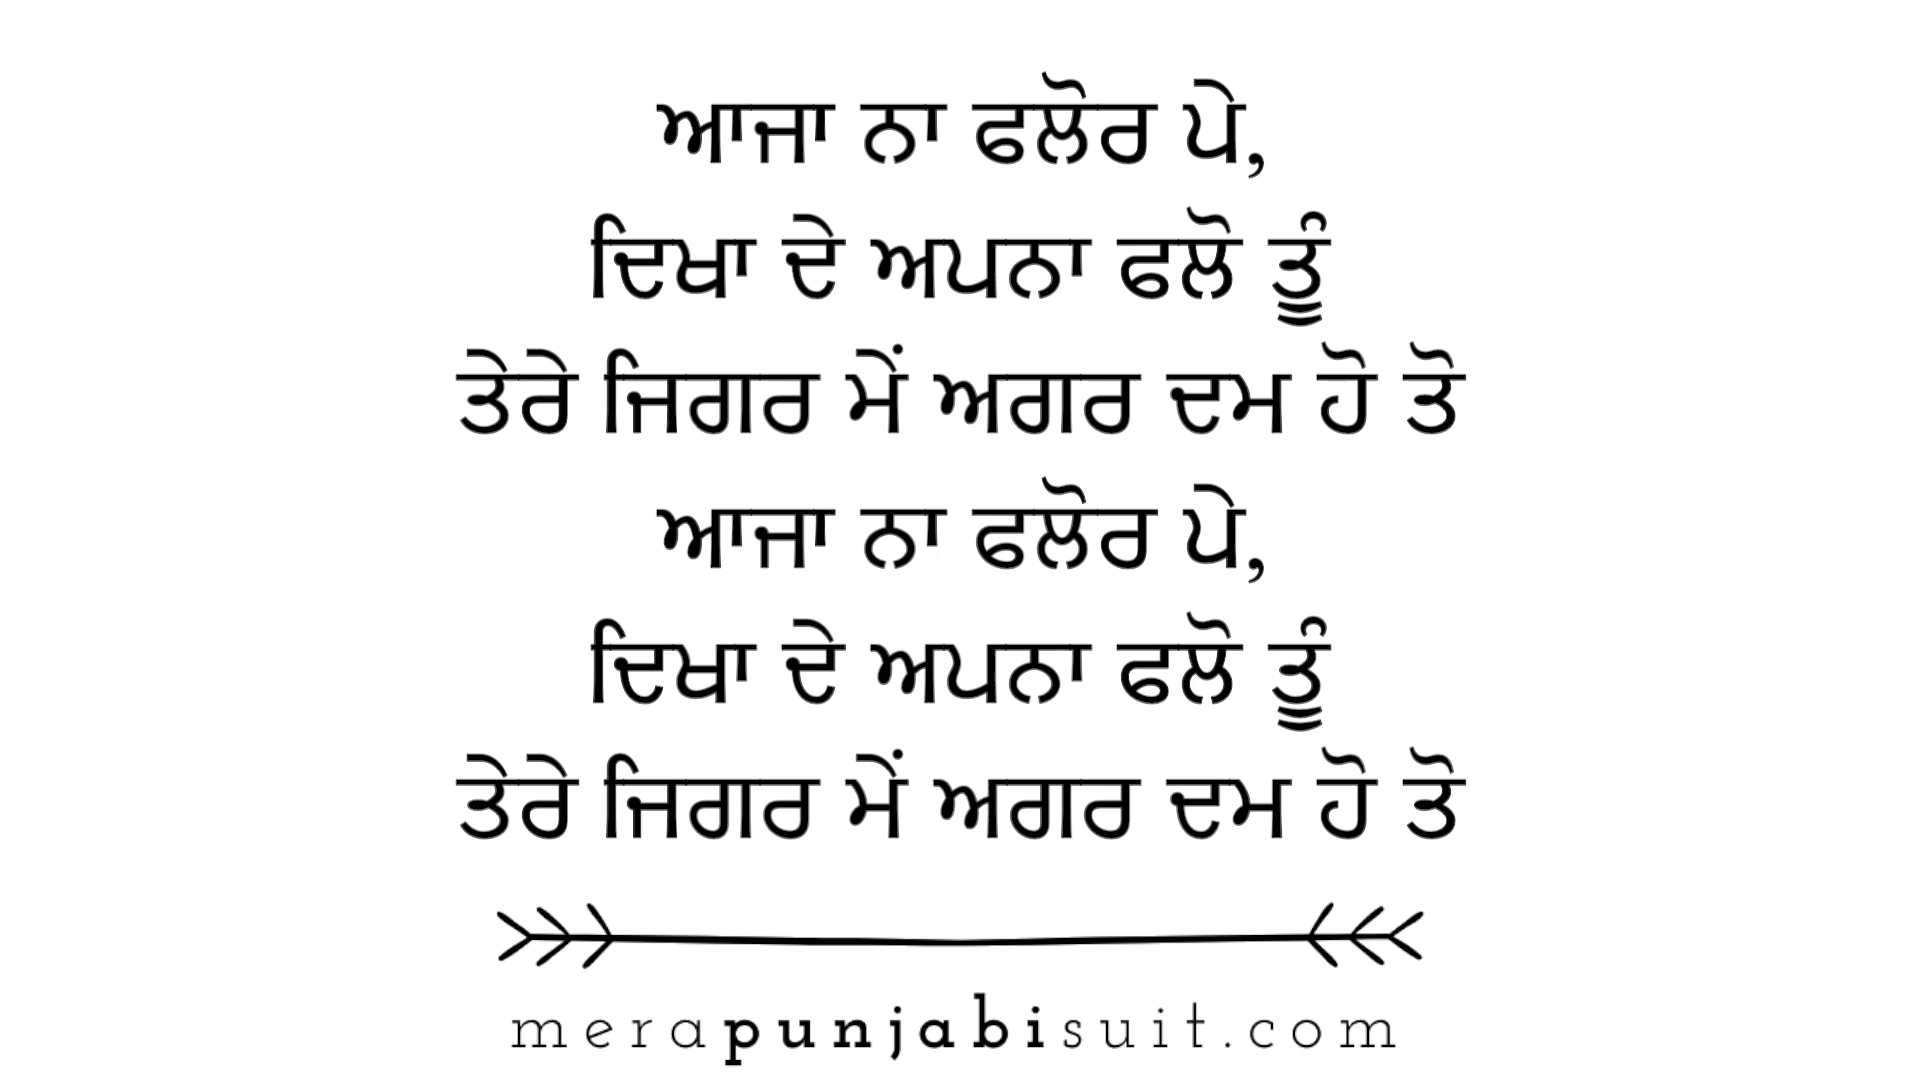 ਆਜਾ ਨਾ ਫਲੋਰ ਪੇ,
ਦਿਖਾ ਦੇ ਅਪਨਾ ਫਲੋ ਤੂੰ
ਤੇਰੇ ਜਿਗਰ ਮੇਂ ਅਗਰ ਦਮ ਹੋ ਤੋ
ਆਜਾ ਨਾ ਫਲੋਰ ਪੇ,
ਦਿਖਾ ਦੇ ਅਪਨਾ ਫਲੋ ਤੂੰ
ਤੇਰੇ ਜਿਗਰ ਮੇਂ ਅਗਰ ਦਮ ਹੋ ਤੋ
merapunjabisuit.com